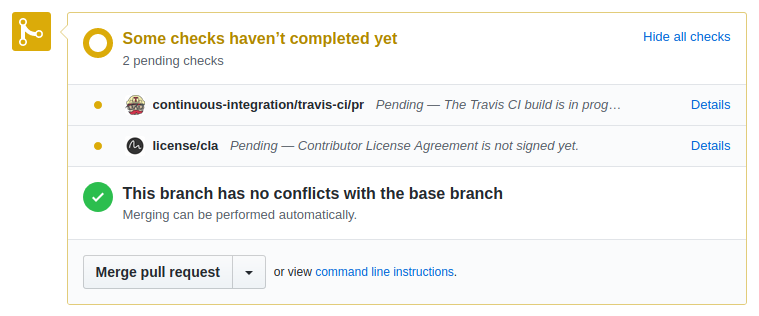 Some checks haven’t completed yet
Hide all checks
2 pending checks
continuous-integration/travis-ci/pr Pending — The Travis CI build is in prog…
Details
license/cla Pending — Contributor License Agreement is not signed yet.
Details
This branch has no conflicts with the base branch
Merging can be performed automatically.
Merge pull request or view command line instructions.